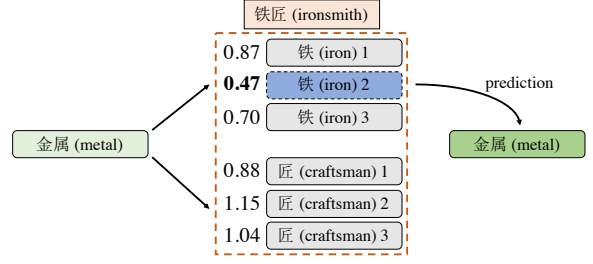 铁匠 (ironsmith)
0.87 铁 (iron) 1
0.47 铁 (iron) 2
prediction
0.70 铁 (iron) 3
金属 (metal)
金属 (metal)
0.88 匠 (craftsman) 1
1.15 匠 (craftsman) 2
1.04 匠 (craftsman) 3